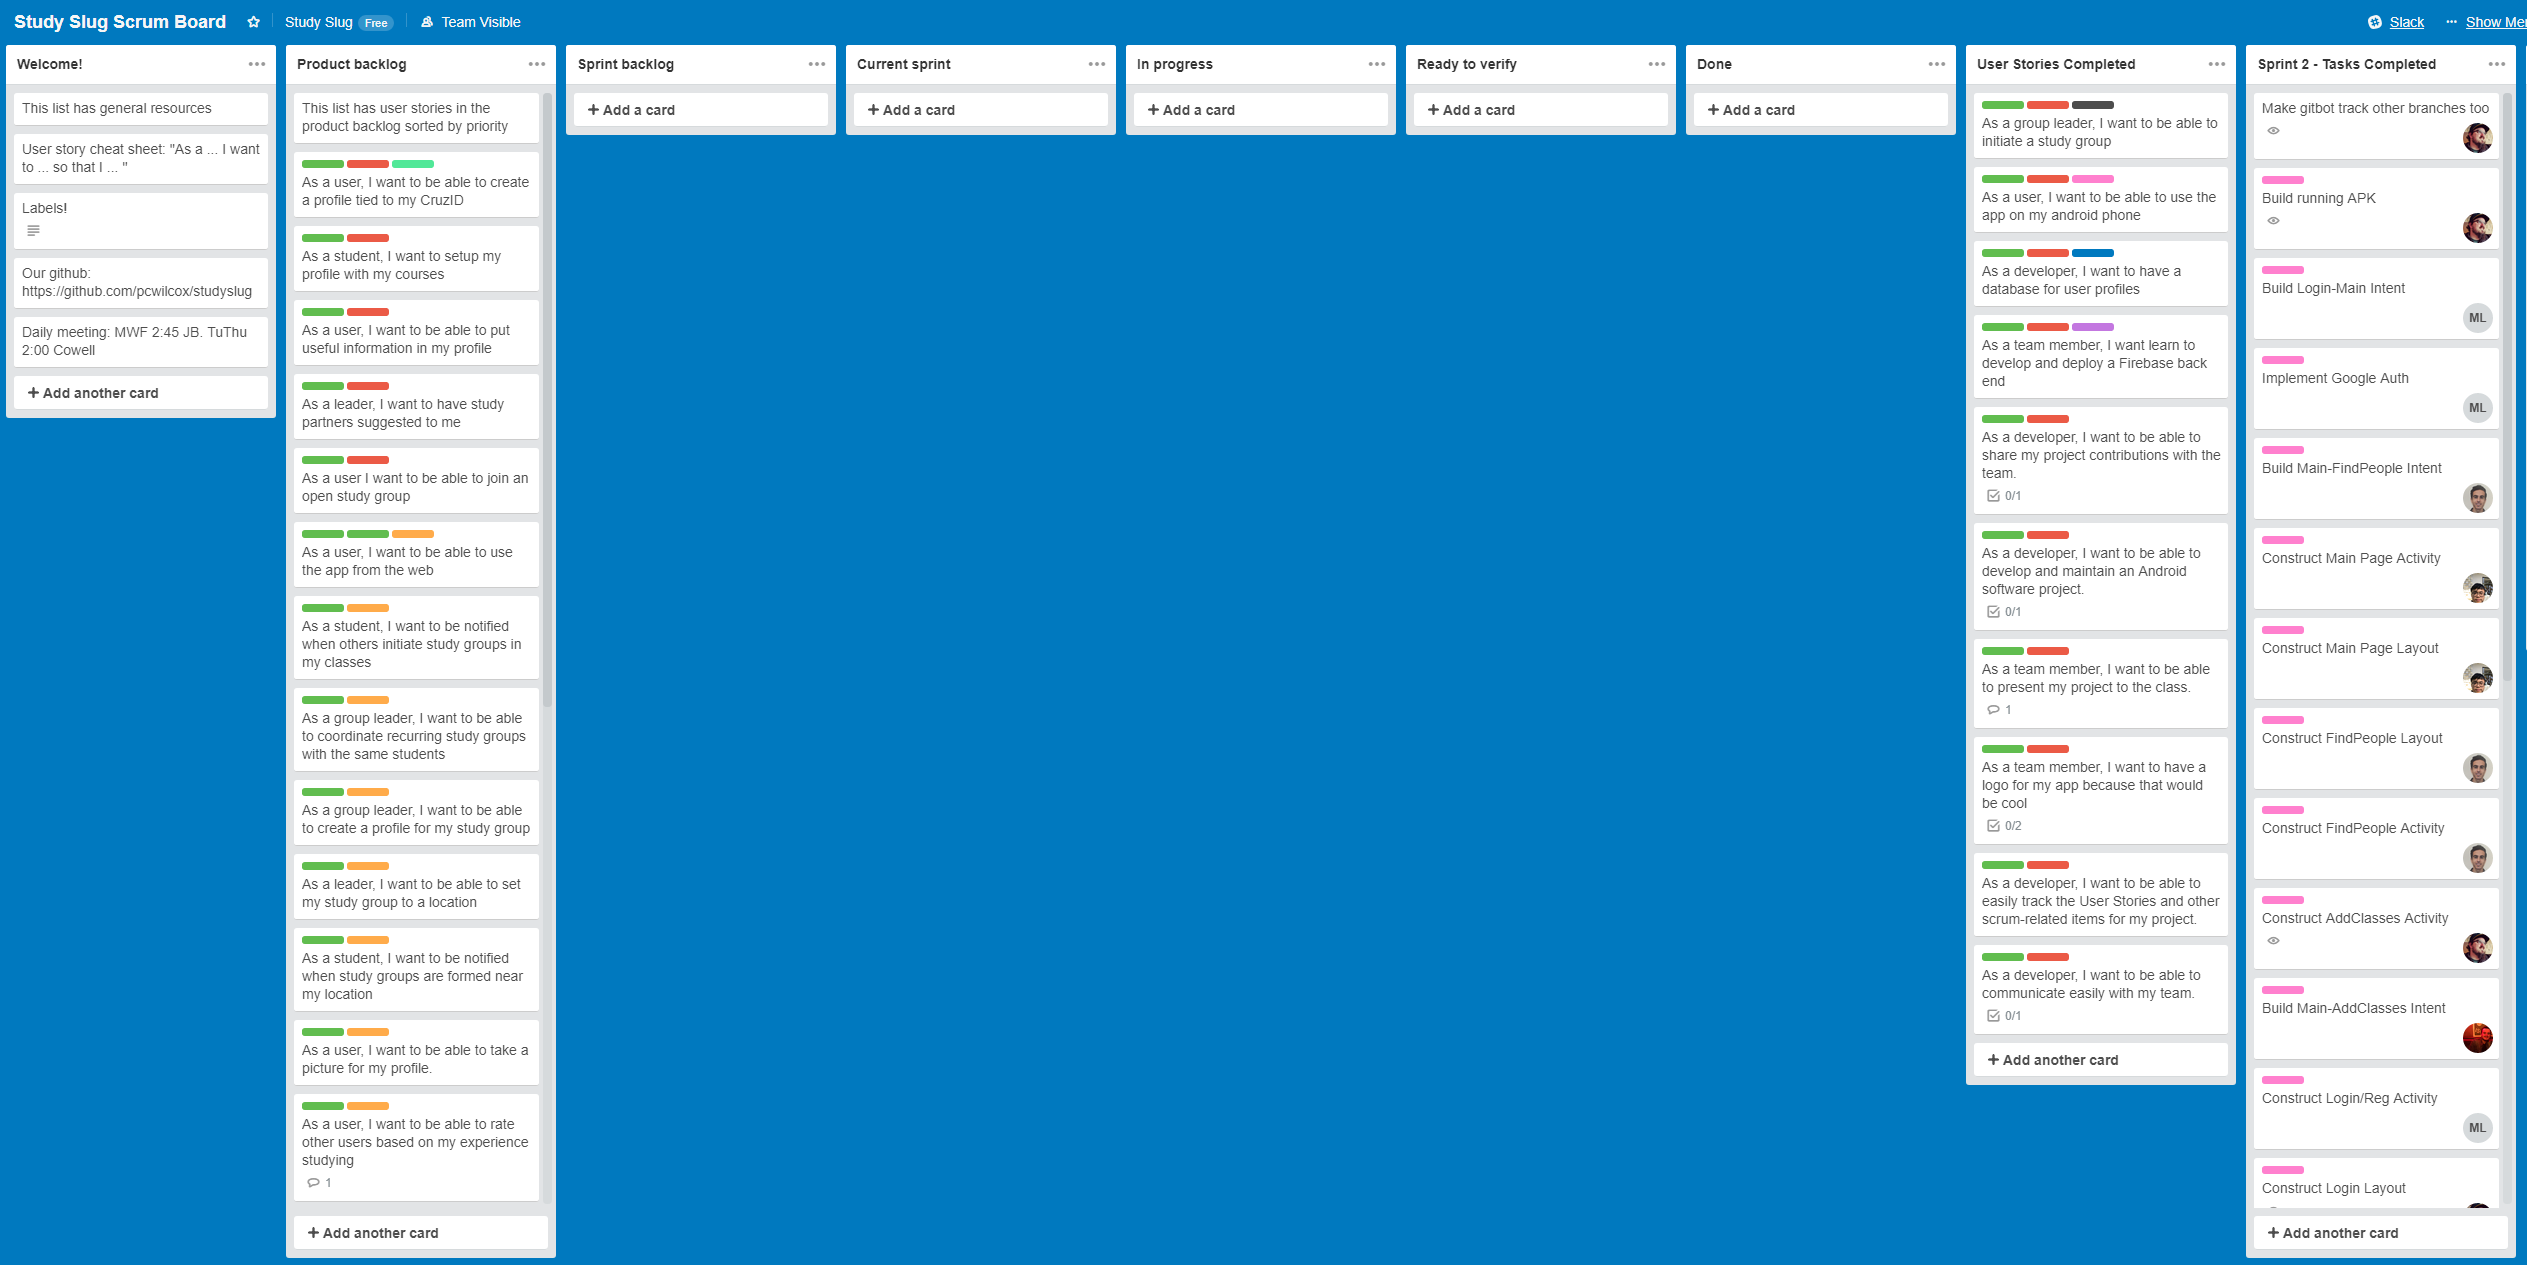 Study Slug Scrum Board
Study Slug Free
Team Visible
Slack
Show Me
Welcome!
This list has general resources
User story cheat sheet: "As a ... I want
to ... so that I ... "
Labels!
Our github:
https://github.com/pcwilcox/studyslug
Daily meeting: MWF 2:45 JB. TuThu
2:00 Cowell
+ Add another card
Product backlog
This list has user stories in the
product backlog sorted by priority
As a user, I want to be able to create
a profile tied to my CruzID
As a student, I want to setup my
profile with my courses
As a user, I want to be able to put
useful information in my profile
As a leader, I want to have study
partners suggested to me
As a user I want to be able to join an
open study group
As a user, I want to be able to use
the app from the web
As a student, I want to be notified
when others initiate study groups in
my classes
As a group leader, I want to be able
to coordinate recurring study groups
with the same students
As a group leader, I want to be able
to create a profile for my study group
As a leader, I want to be able to set
my study group to a location
As a student, I want to be notified
when study groups are formed near
my location
As a user, I want to be able to take a
picture for my profile.
As a user, I want to be able to rate
other users based on my experience
studying
1
+ Add another card
Sprint backlog
+ Add a card
Current sprint
+ Add a card
In progress
+ Add a card
Ready to verify
+ Add a card
Done
+ Add a card
User Stories Completed
As a group leader, I want to be able to
initiate a study group
As a user, I want to be able to use the
app on my android phone
As a developer, I want to have a
database for user profiles
As a team member, I want learn to
develop and deploy a Firebase back
end
As a developer, I want to be able to
share my project contributions with the
team.
0/1
As a developer, I want to be able to
develop and maintain an Android
software project.
0/1
As a team member, I want to be able
to present my project to the class.
1
As a team member, I want to have a
logo for my app because that would
be cool
0/2
As a developer, I want to be able to
easily track the User Stories and other
scrum-related items for my project.
As a developer, I want to be able to
communicate easily with my team.
0/1
+ Add another card
Sprint 2 - Tasks Completed
Make gitbot track other branches too
Build running APK
Build Login-Main Intent
ML
Implement Google Auth
ML
Build Main-FindPeople Intent
Construct Main Page Activity
Construct Main Page Layout
Construct FindPeople Layout
Construct FindPeople Activity
Construct AddClasses Activity
Build Main-AddClasses Intent
Construct Login/Reg Activity
ML
Construct Login Layout
+ Add another card